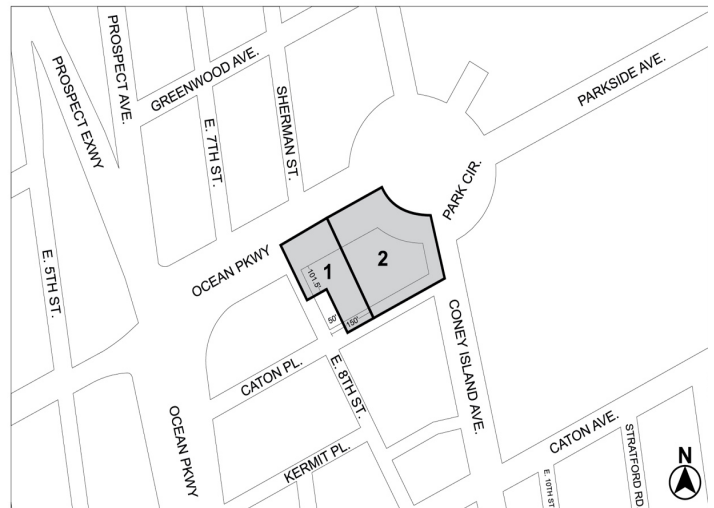 PROSPECT EXWY
PROSPECT AVE.
GREENWOOD AVE.
E. 7TH ST.
SHERMAN ST.
PARKSIDE AVE.
PARK CIR.
E. 5TH ST.
OCEAN PKWY
1
2
101.5'
50'
150'
CATON PL.
E. 8TH ST.
CONEY ISLAND AVE.
OCEAN PKWY
KERMIT PL.
CATON AVE.
E. 10TH ST
STRATFORD RD
N